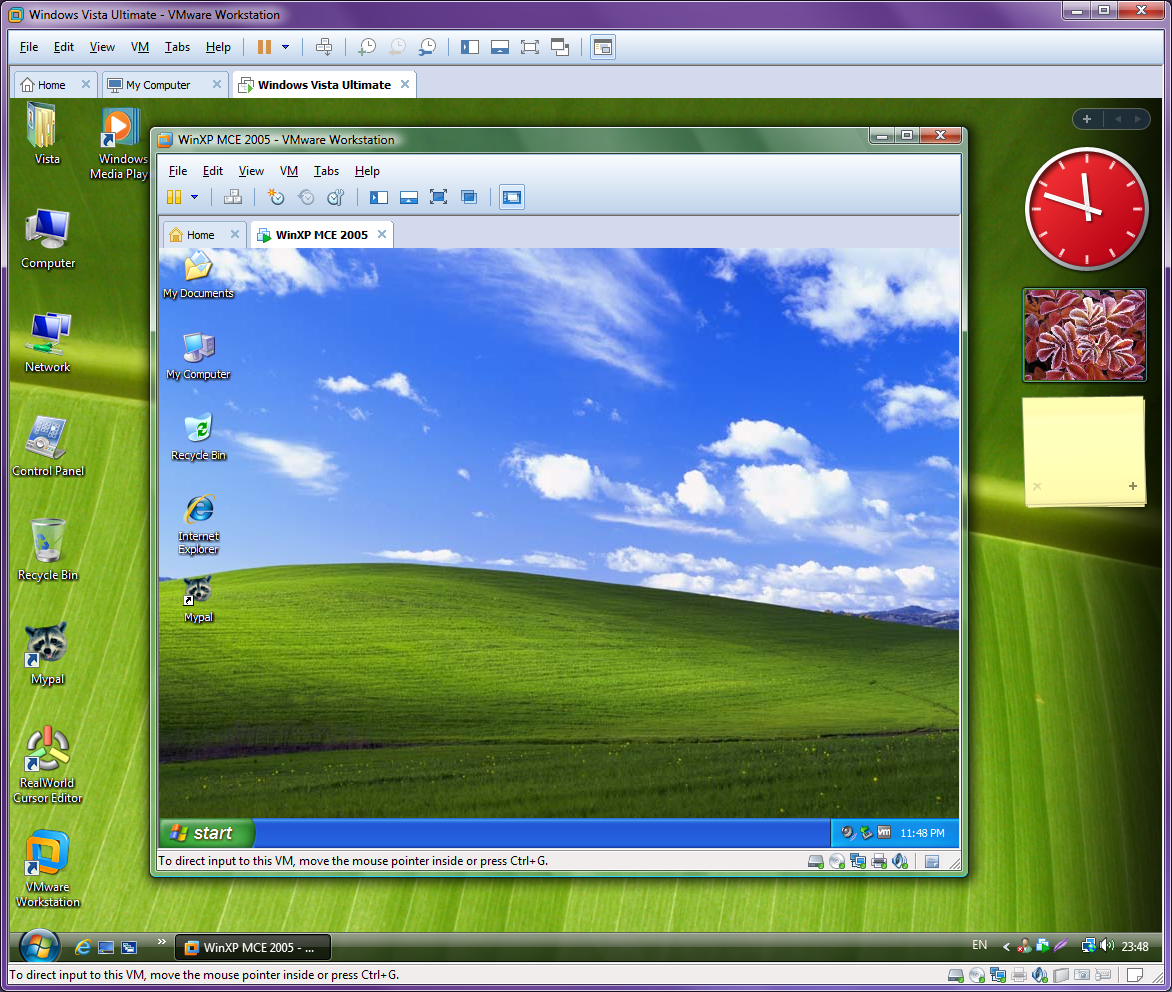 Windows Vista Ultimate - VMware Workstation
File Edit View VM Tabs Help
Home My Computer Windows Vista Ultimate
Vista
Windows
Media Play
Computer
Network
Control Panel
Recycle Bin
Mypal
RealWorld
Cursor Editor
VMware
Workstation
WinXP MCE 2005 - VMware Workstation
File Edit View VM Tabs Help
Home WinXP MCE 2005
My Documents
My Computer
Recycle Bin
Internet
Explorer
Mypal
start
vm
11:48 PM
To direct input to this VM, move the mouse pointer inside or press Ctrl+G.
WinXP MCE 2005 - ...
EN
23:48
To direct input to this VM, move the mouse pointer inside or press Ctrl+G.